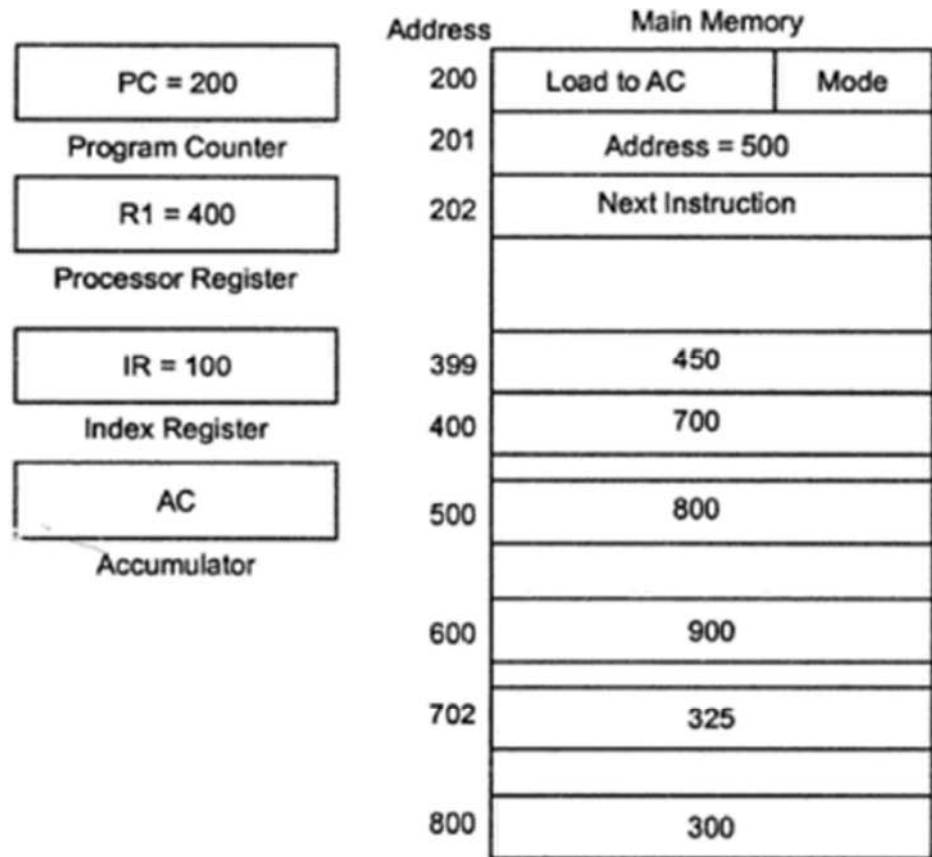 Address Main Memory
PC = 200
Program Counter
R1 = 400
Processor Register
IR = 100
Index Register
AC
Accumulator
200 Load to AC Mode
201 Address = 500
202 Next Instruction
399 450
400 700
500 800
600 900
702 325
800 300